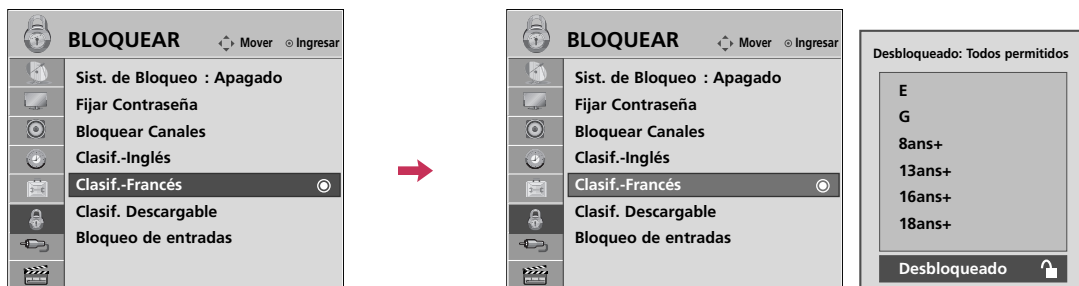 BLOQUEAR Mover Ingresar
Sist. de Bloqueo : Apagado
Fijar Contraseña
Bloquear Canales
Clasif.-Inglés
Clasif.-Francés
Clasif. Descargable
Bloqueo de entradas
BLOQUEAR Mover Ingresar
Sist. de Bloqueo : Apagado
Fijar Contraseña
Bloquear Canales
Clasif.-Inglés
Clasif.-Francés
Clasif. Descargable
Bloqueo de entradas
Desbloqueado: Todos permitidos
E
G
8ans+
13ans+
16ans+
18ans+
Desbloqueado